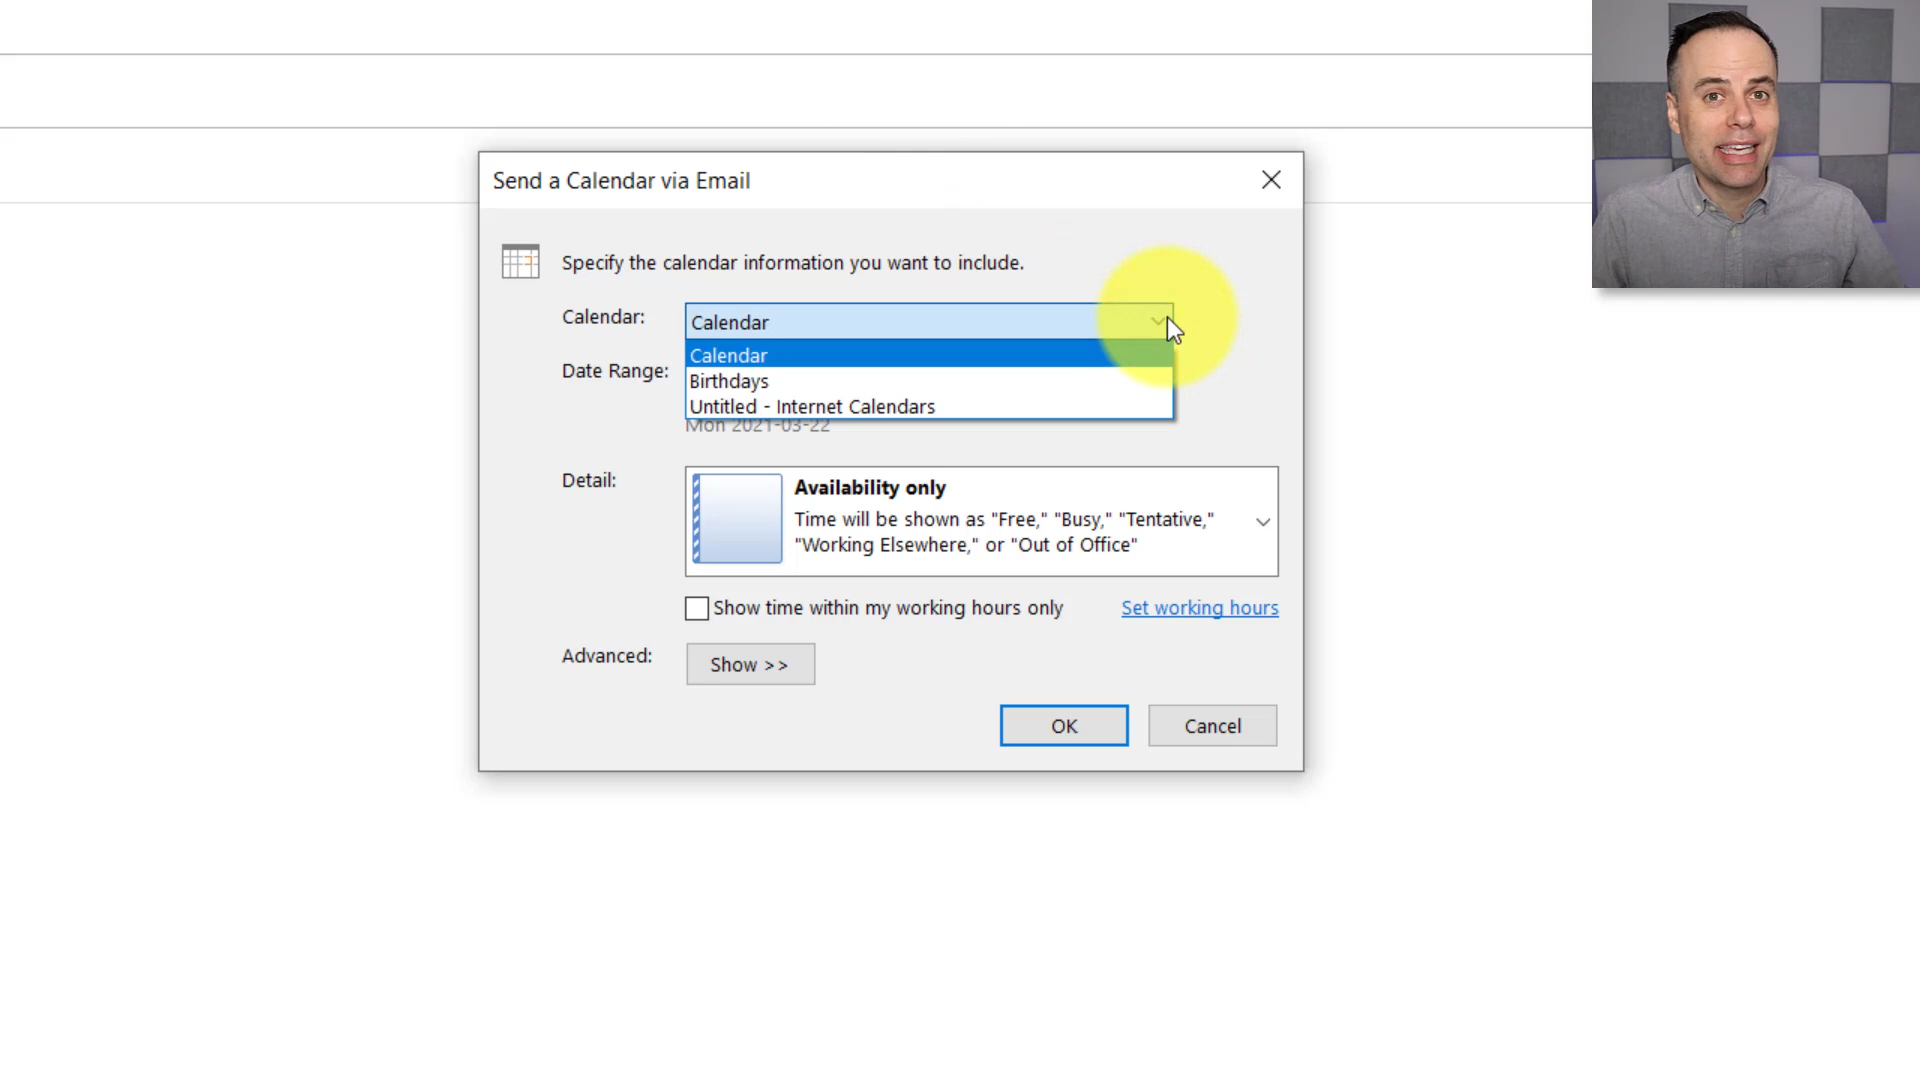 Send a Calendar via Email
Specify the calendar information you want to include.
Calendar:
Calendar
Calendar
Birthdays
Untitled - Internet Calendars
Date Range:
Mon 2021-03-22
Detail:
Availability only
Time will be shown as "Free," "Busy," "Tentative,"
"Working Elsewhere," or "Out of Office"
Show time within my working hours only
Set working hours
Advanced:
Show >>
OK
Cancel